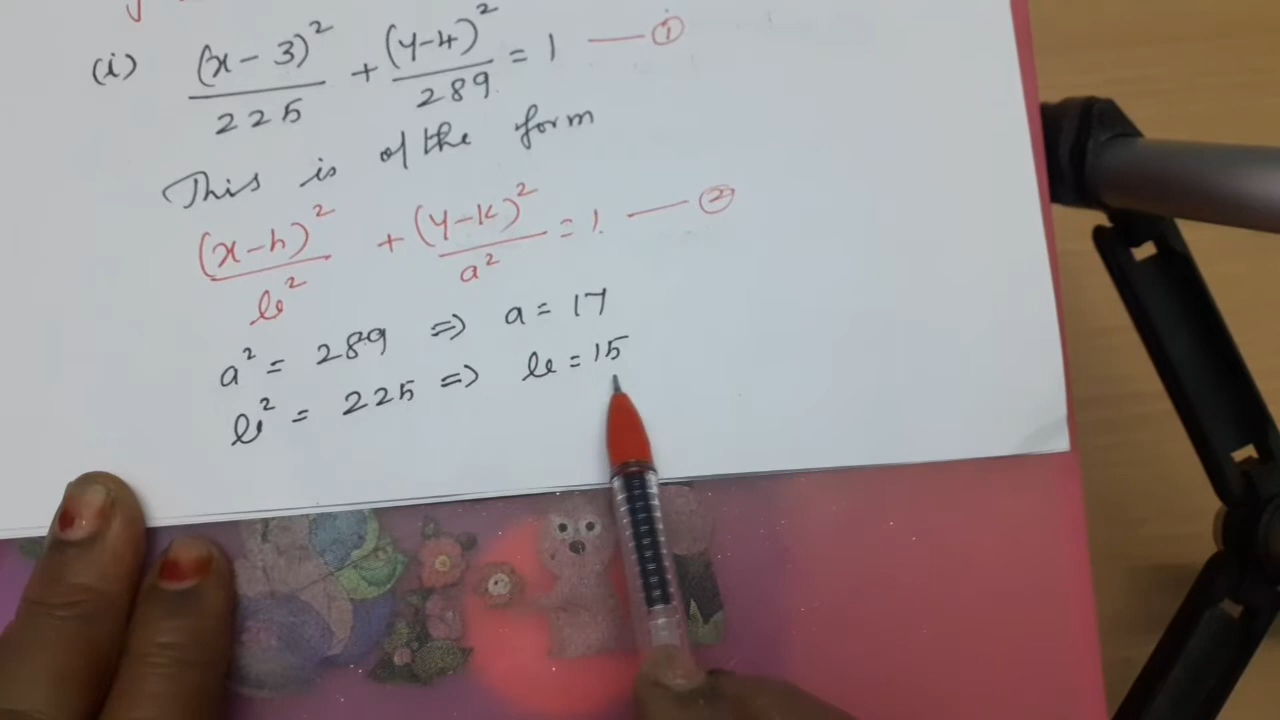 (i) (x-3)²/225 + (y-4)²/289 = 1 — ①
This is of the form
(x-h)²/b² + (y-k)²/a² = 1. — ②
a² = 289 ⇒ a = 17
b² = 225 ⇒ b = 15